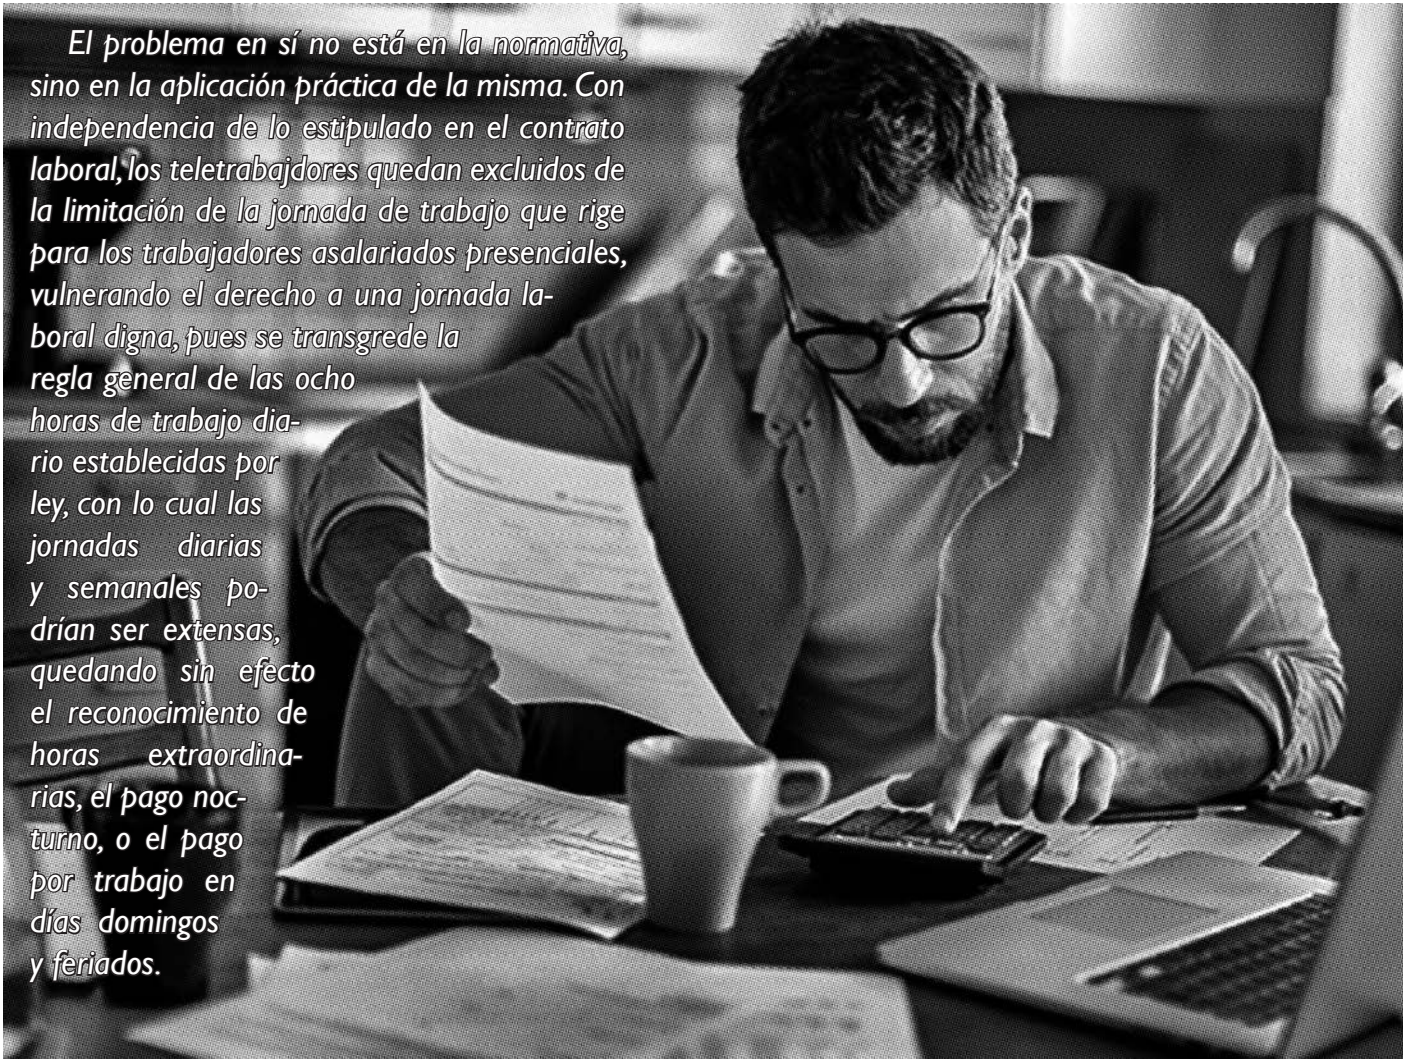 El problema en sí no está en la normativa,
sino en la aplicación práctica de la misma. Con
independencia de lo estipulado en el contrato
laboral, los teletrabajdores quedan excluidos de
la limitación de la jornada de trabajo que rige
para los trabajadores asalariados presenciales,
vulnerando el derecho a una jornada la-
boral digna, pues se transgrede la
regla general de las ocho
horas de trabajo dia-
rio establecidas por
ley, con lo cual las
jornadas diarias
y semanales po-
drían ser extensas,
quedando sin efecto
el reconocimiento de
horas extraordina-
rias, el pago noc-
turno, o el pago
por trabajo en
días domingos
y feriados.